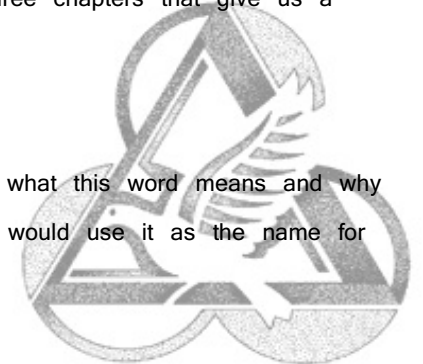 three chapters that give us a
what this word means and why
would use it as the name for